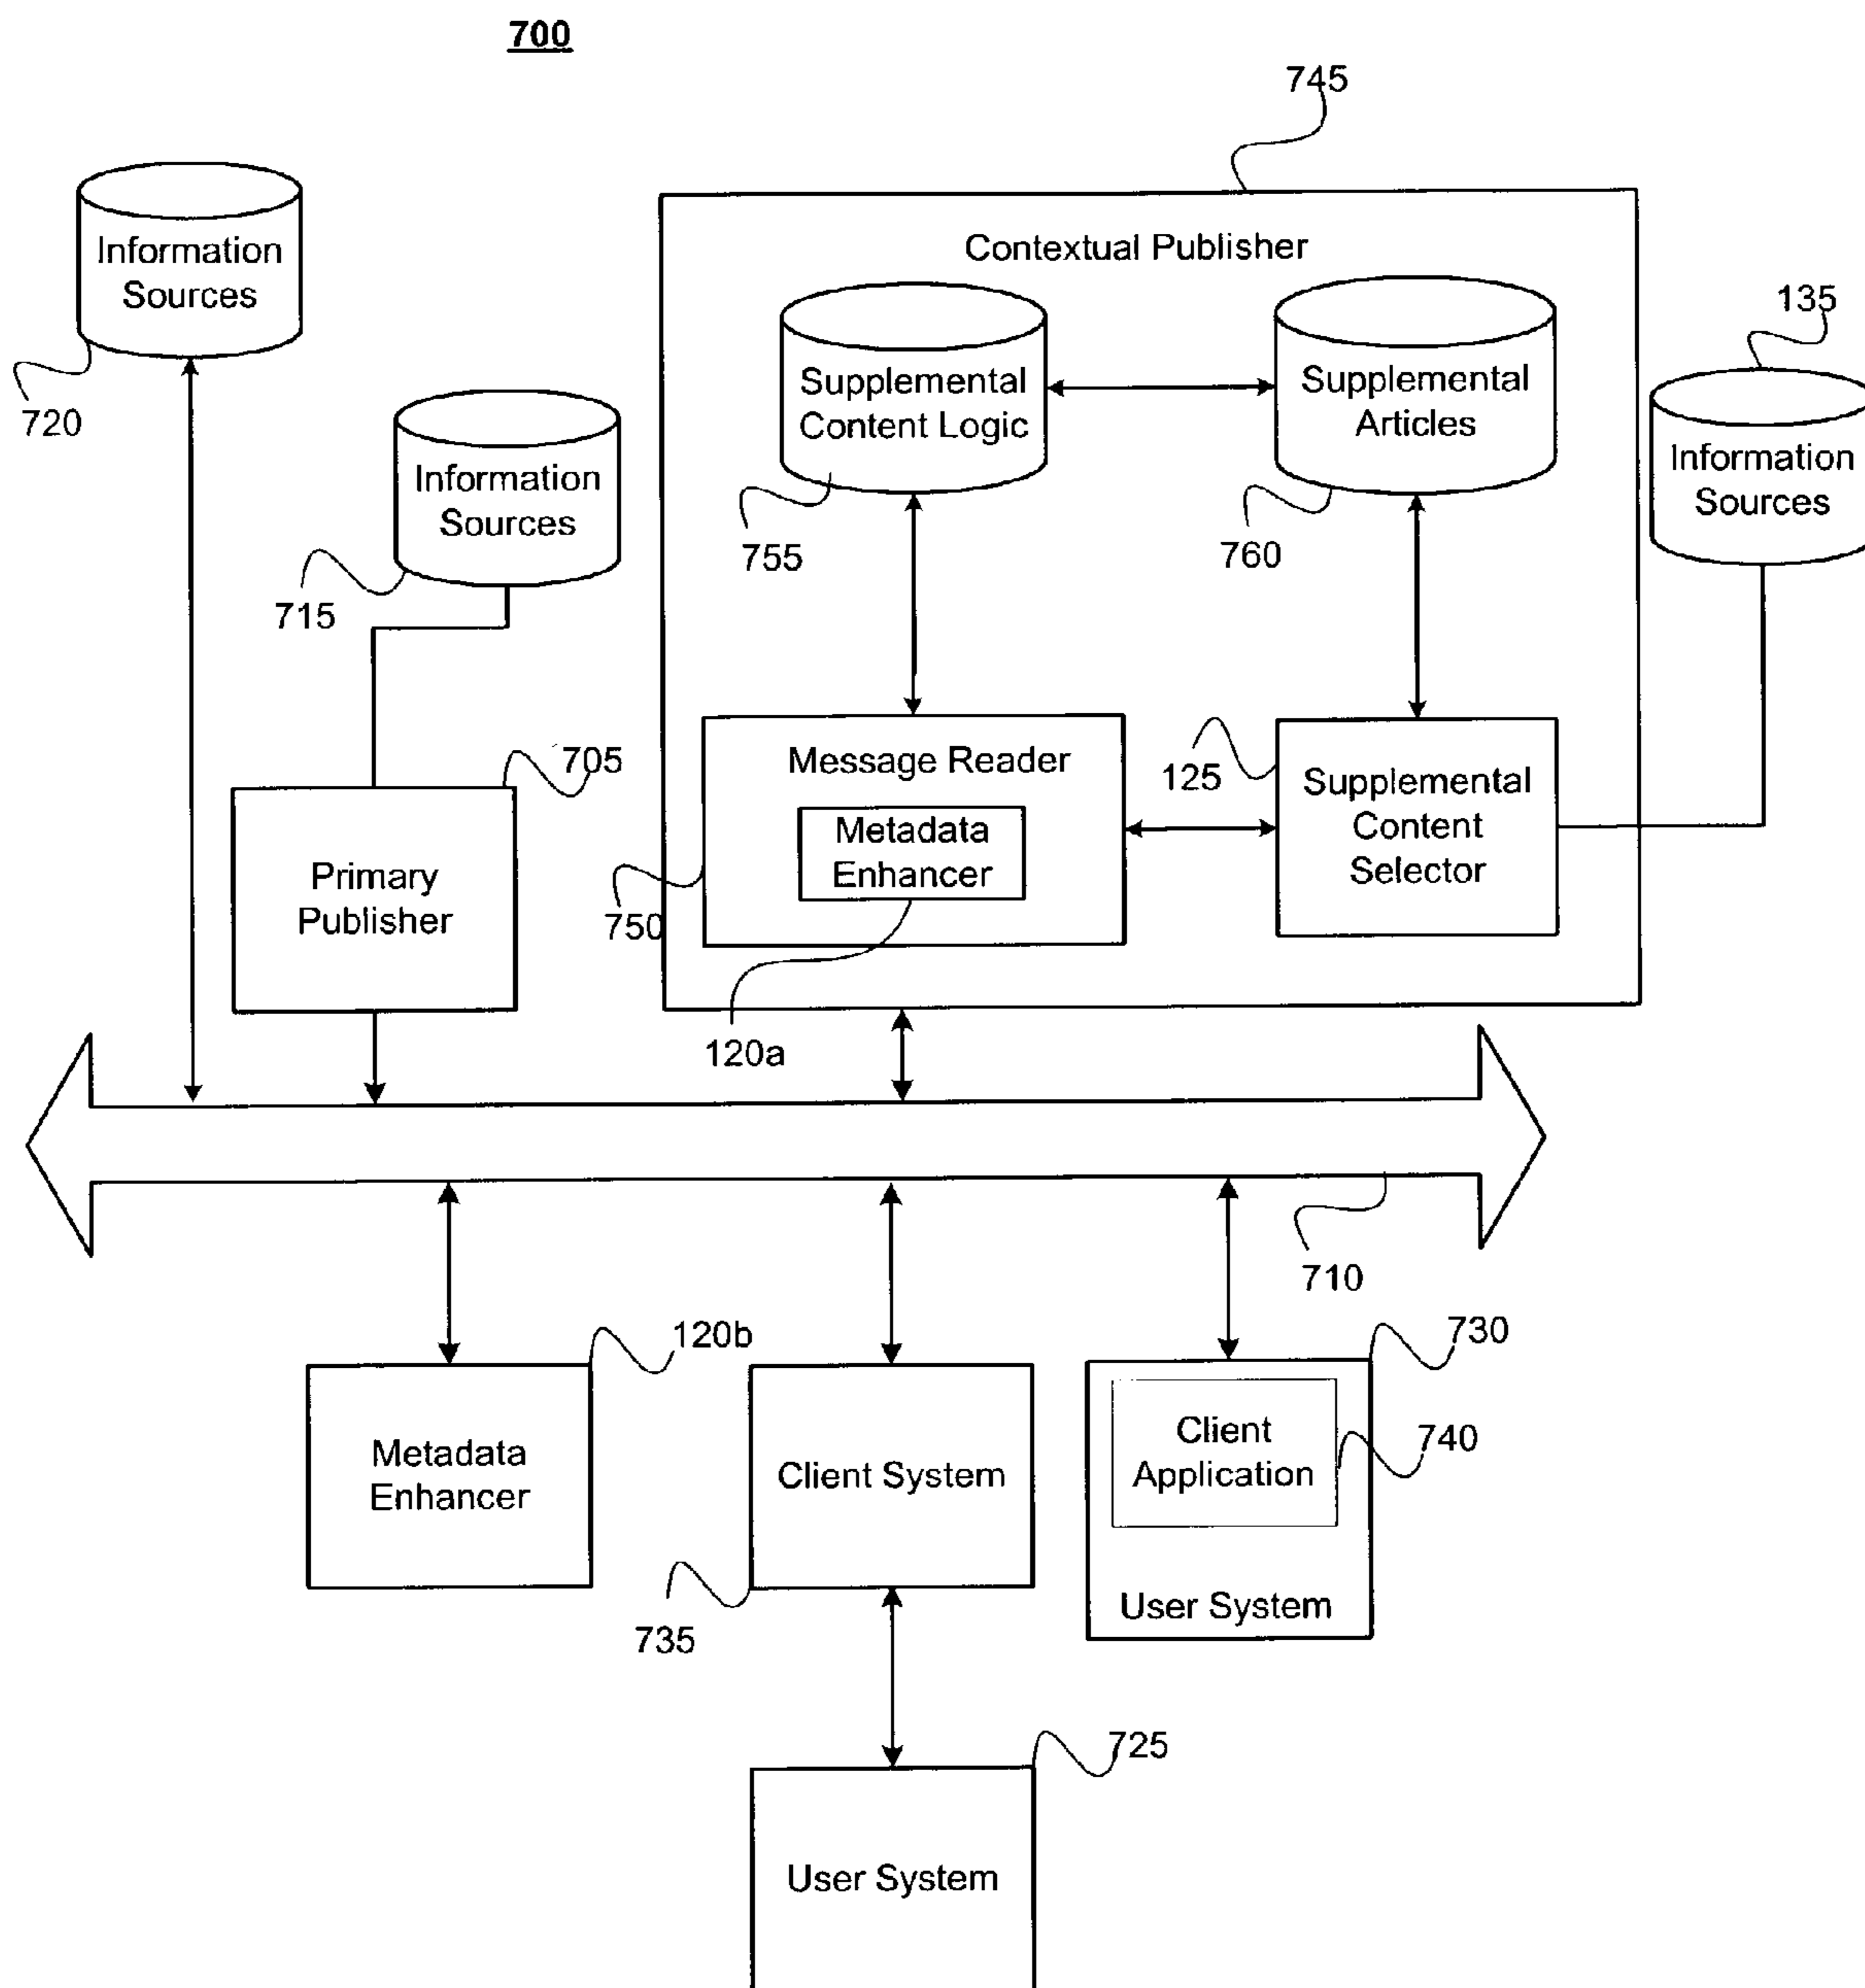 700
745
Information
Sources
720
Contextual Publisher
135
Supplemental
Content Logic
755
Supplemental
Articles
760
Information
Sources
Information
Sources
715
705
Primary
Publisher
Message Reader
Metadata
Enhancer
750
120a
125
Supplemental
Content
Selector
710
120b
Metadata
Enhancer
Client System
735
730
Client
Application
740
User System
725
User System